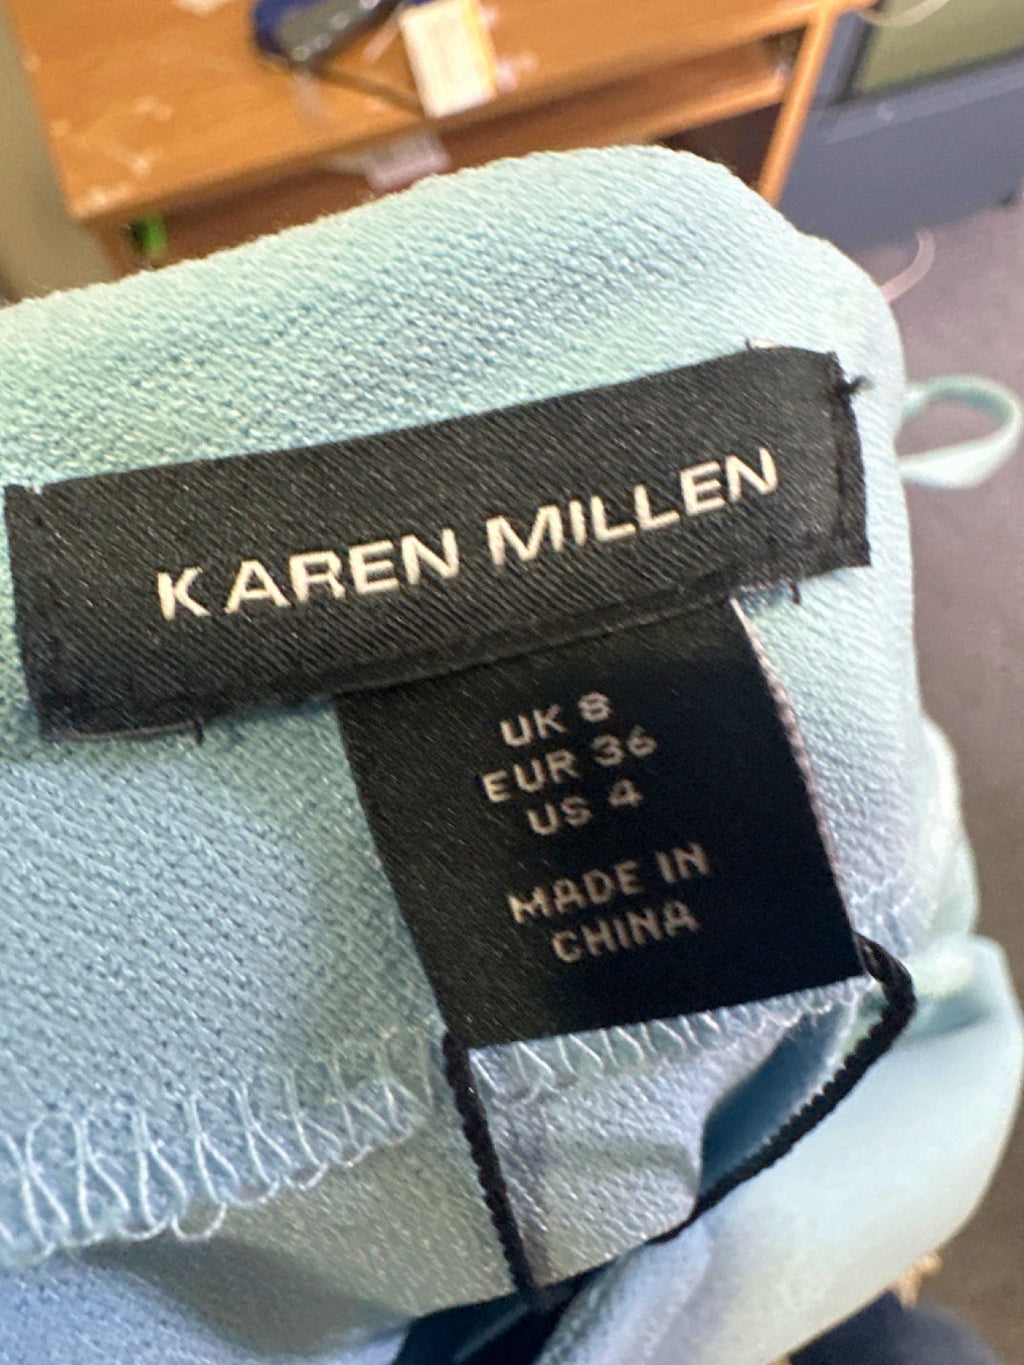 KAREN MILLEN
UK 8
EUR 36
US 4
MADE IN
CHINA